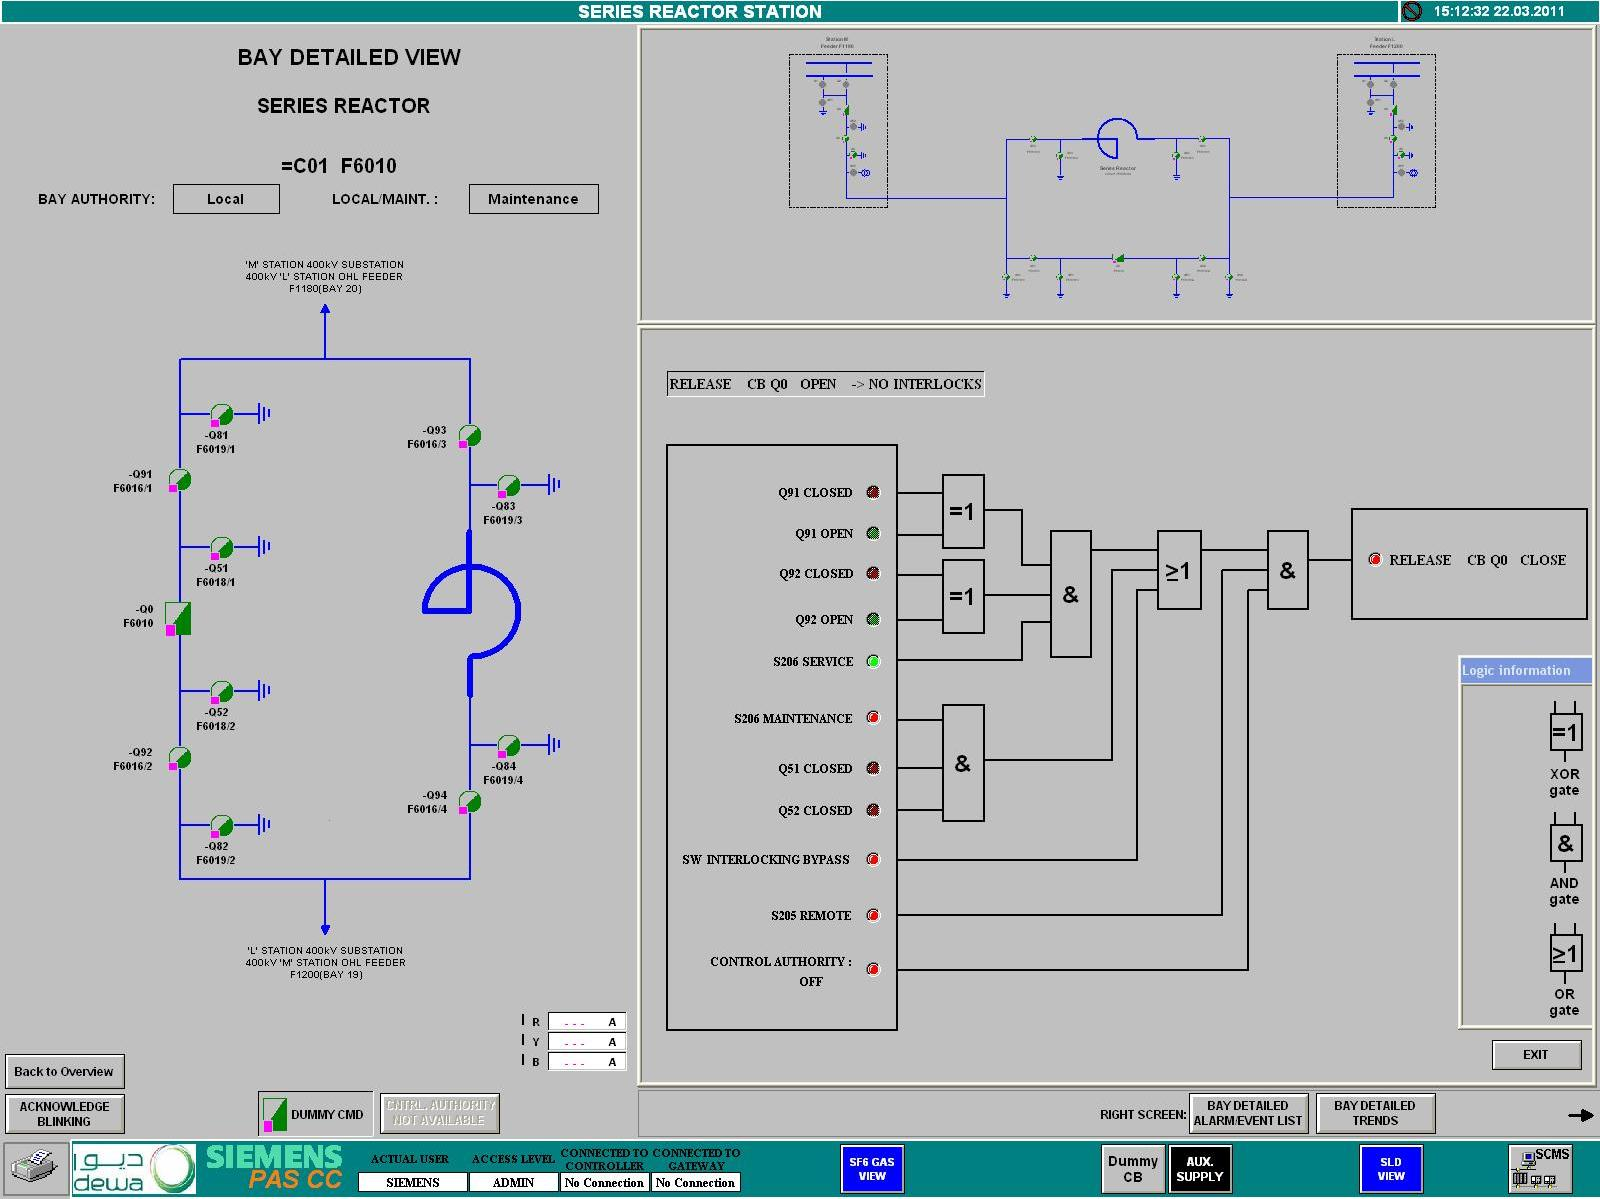 SERIES REACTOR STATION
15:12:32 22.03.2011
BAY DETAILED VIEW
SERIES REACTOR
=C01 F6010
BAY AUTHORITY:
Local
LOCAL/MAINT. :
Maintenance
'M' STATION 400kV SUBSTATION
400kV 'L' STATION OHL FEEDER
F1180(BAY 20)
-Q81
F6019/1
-Q93
F6016/3
-Q91
F6016/1
-Q83
F6019/3
-Q51
F6018/1
-Q0
F6010
-Q52
F6018/2
-Q92
F6016/2
-Q84
F6019/4
-Q94
F6016/4
-Q82
F6019/2
'L' STATION 400kV SUBSTATION
400kV 'M' STATION OHL FEEDER
F1200(BAY 19)
I R --- A
I Y --- A
I B --- A
Back to Overview
ACKNOWLEDGE
BLINKING
DUMMY CMD
CNTRL. AUTHORITY
NOT AVAILABLE
Station M
Feeder F1180
Station L
Feeder F1200
Series Reactor
RELEASE CB Q0 OPEN -> NO INTERLOCKS
Q91 CLOSED
Q91 OPEN
=1
Q92 CLOSED
Q92 OPEN
=1
S206 SERVICE
&
≥1
&
RELEASE CB Q0 CLOSE
S206 MAINTENANCE
Q51 CLOSED
Q52 CLOSED
&
SW INTERLOCKING BYPASS
S205 REMOTE
CONTROL AUTHORITY :
OFF
Logic information
=1
XOR
gate
&
AND
gate
≥1
OR
gate
EXIT
RIGHT SCREEN:
BAY DETAILED
ALARM/EVENT LIST
BAY DETAILED
TRENDS
ديوا
dewa
SIEMENS
PAS CC
ACTUAL USER
SIEMENS
ACCESS LEVEL
ADMIN
CONNECTED TO
CONTROLLER
No Connection
CONNECTED TO
GATEWAY
No Connection
SF6 GAS
VIEW
Dummy
CB
AUX.
SUPPLY
SLD
VIEW
SCMS